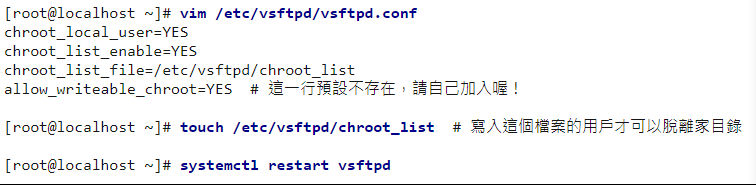 [root@localhost ~]# vim /etc/vsftpd/vsftpd.conf
chroot_local_user=YES
chroot_list_enable=YES
chroot_list_file=/etc/vsftpd/chroot_list
allow_writeable_chroot=YES  # 這一行預設不存在，請自己加入喔！
[root@localhost ~]# touch /etc/vsftpd/chroot_list  # 寫入這個檔案的用戶才可以脫離家目錄
[root@localhost ~]# systemctl restart vsftpd